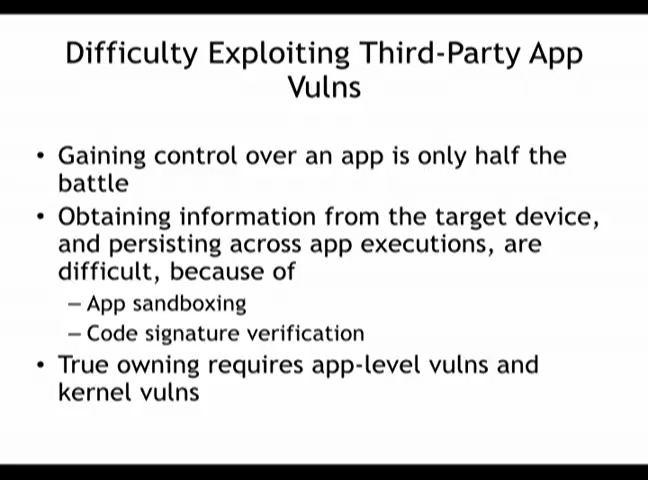 Difficulty Exploiting Third-Party App
Vulns
• Gaining control over an app is only half the
battle
• Obtaining information from the target device,
and persisting across app executions, are
difficult, because of
– App sandboxing
– Code signature verification
• True owning requires app-level vulns and
kernel vulns